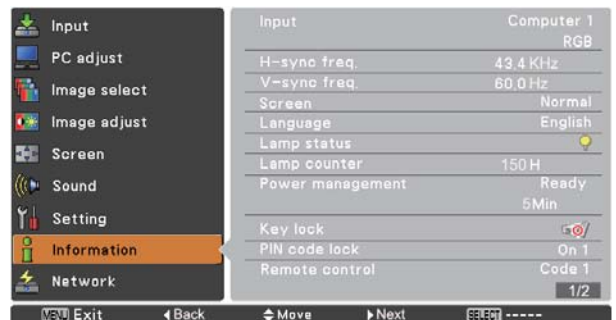 Input
PC adjust
Image select
Image adjust
Screen
Sound
Setting
Information
Network
Input Computer 1
RGB
H-sync freq. 43.4 KHz
V-sync freq. 60.0 Hz
Screen Normal
Language English
Lamp status
Lamp counter 150 H
Power management Ready
5Min
Key lock
PIN code lock On 1
Remote control Code 1
1/2
MENU Exit ◀Back Move ▶Next SELECT -----